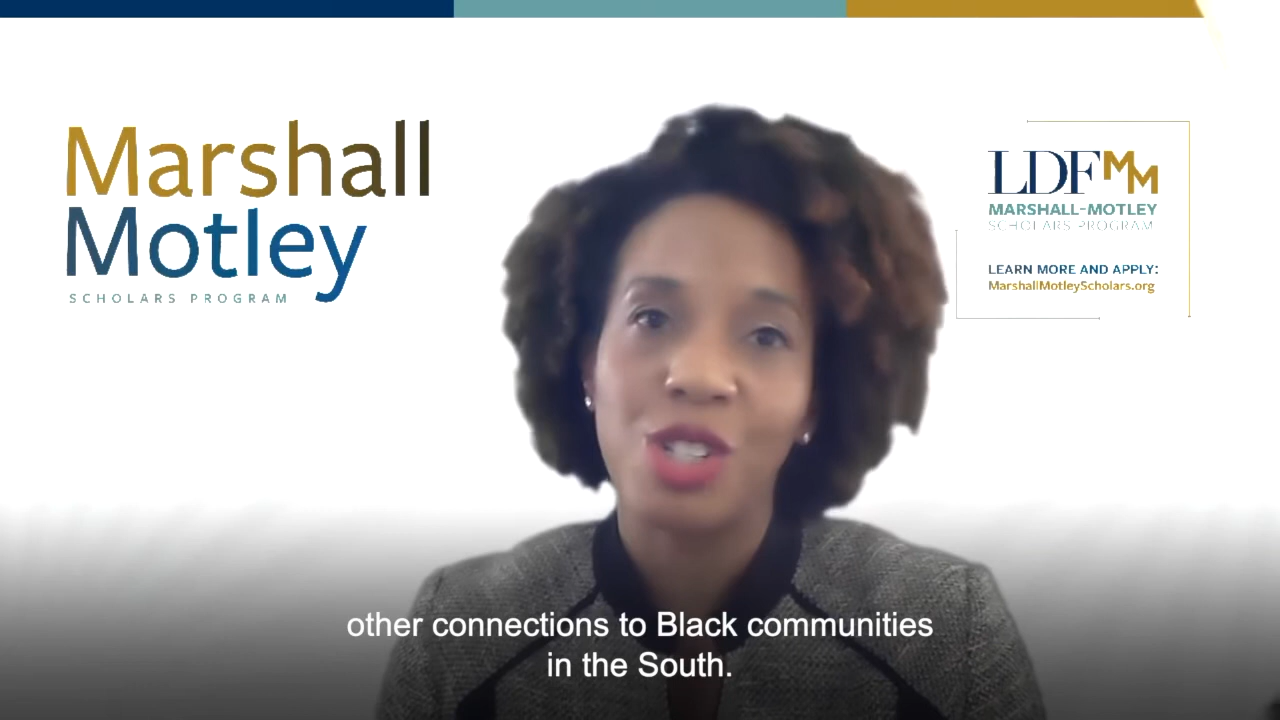 Marshall
Motley
SCHOLARS PROGRAM
LDF MM
MARSHALL-MOTLEY
SCHOLARS PROGRAM
LEARN MORE AND APPLY:
MarshallMotleyScholars.org
other connections to Black communities
in the South.